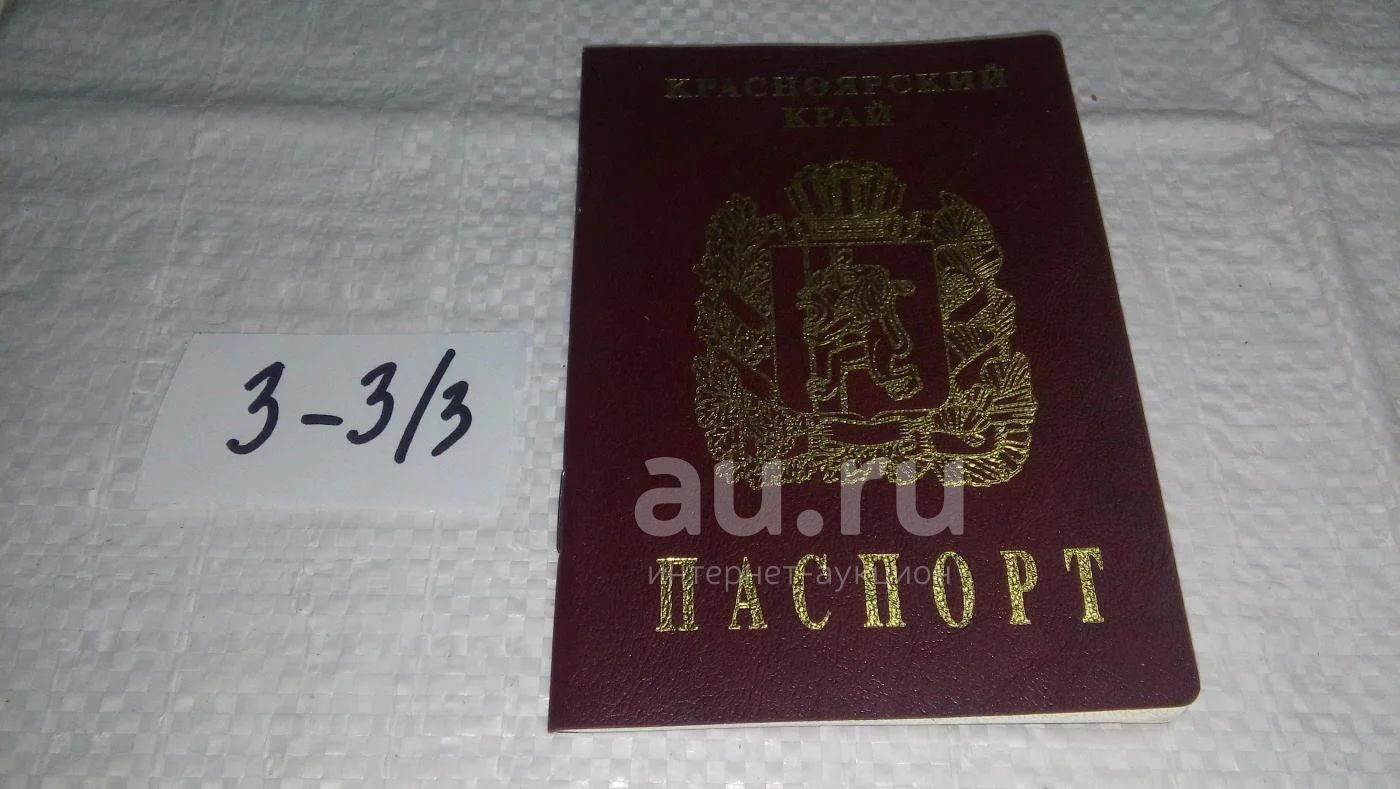 КРАСНОЯРСКИЙ
КРАЙ
3-3/3
au.ru
интернет-аукцион
ПАСПОРТ